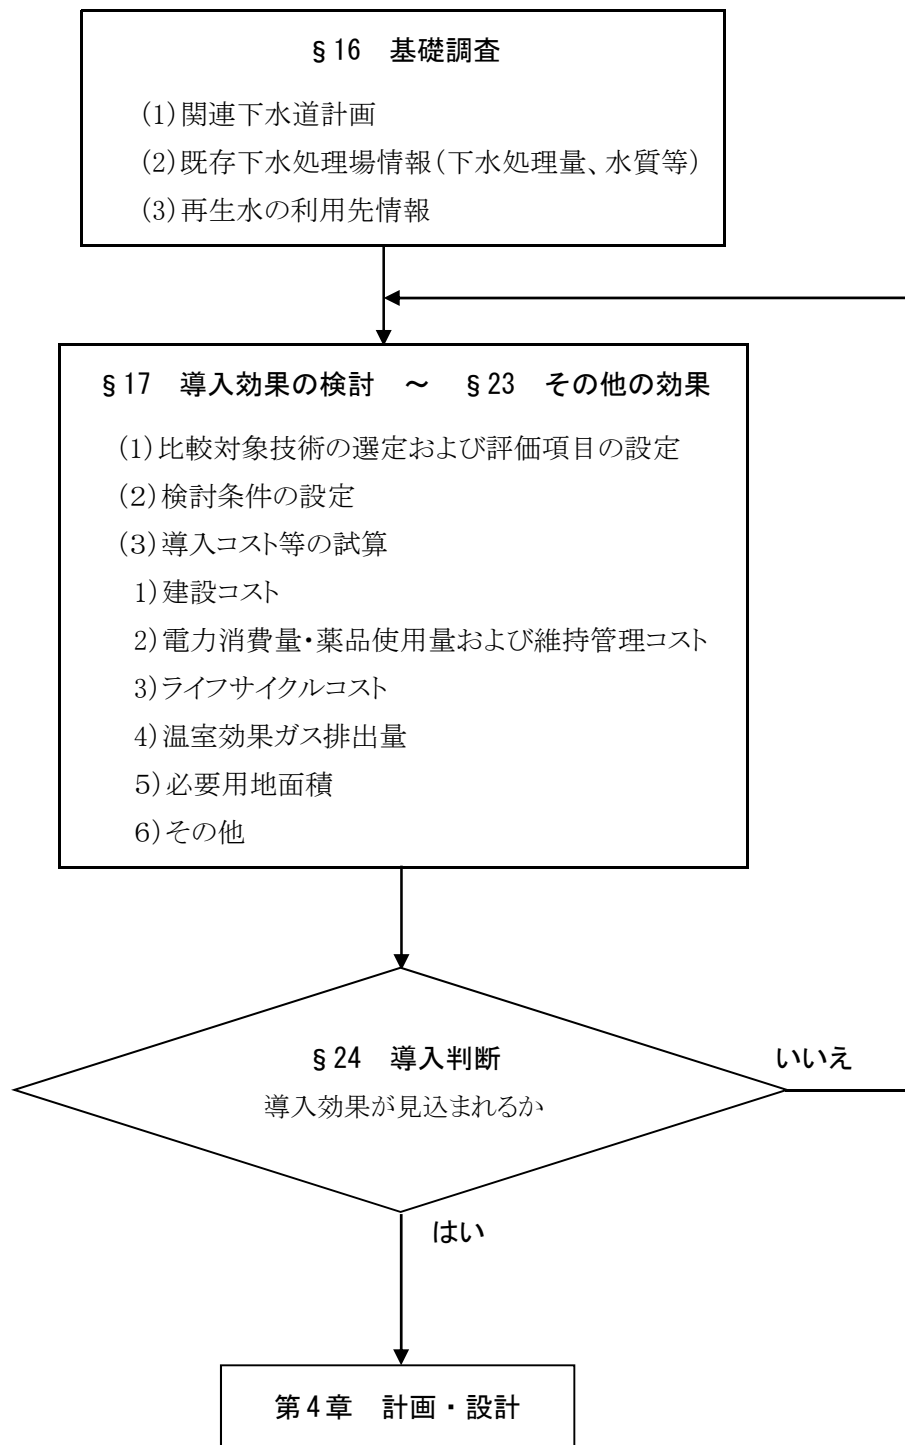 §16 基礎調査
(1)関連下水道計画
(2)既存下水処理場情報(下水処理量、水質等)
(3)再生水の利用先情報
§17 導入効果の検討 ~ §23 その他の効果
(1)比較対象技術の選定および評価項目の設定
(2)検討条件の設定
(3)導入コスト等の試算
1)建設コスト
2)電力消費量・薬品使用量および維持管理コスト
3)ライフサイクルコスト
4)温室効果ガス排出量
5)必要用地面積
6)その他
§24 導入判断
いいえ
導入効果が見込まれるか
はい
第4章 計画・設計